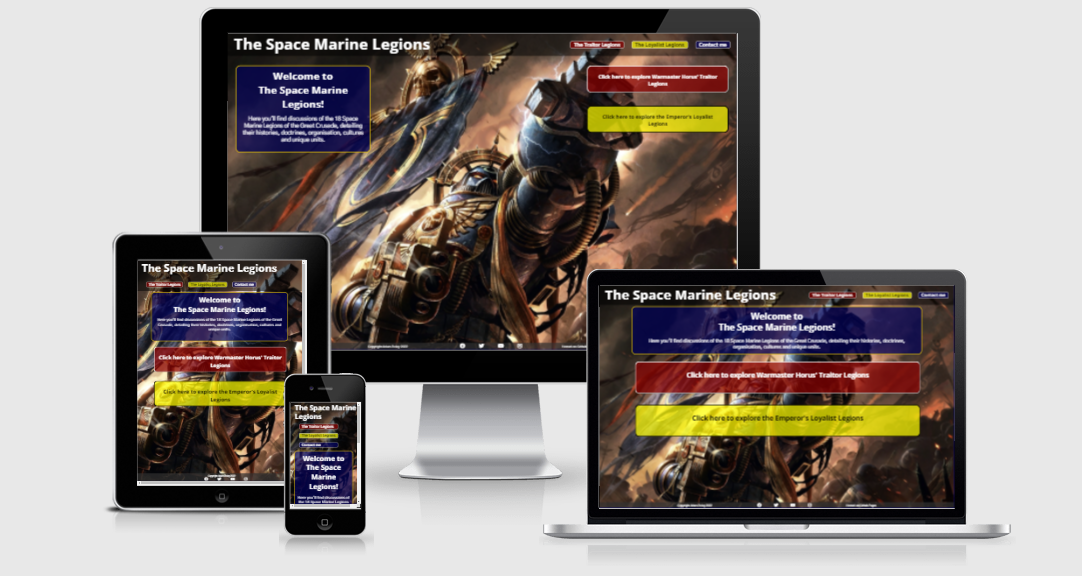 The Space Marine Legions
The Traitor Legions
The Loyalist Legions
Contact me
Welcome to
The Space Marine
Legions!
Here you'll find discussions of the 18 Space
Marine Legions of the Great Crusade, detailing
their histories, doctrines, organisation, cultures
and unique units.
Click here to explore Warmaster Horus' Traitor
Legions
Click here to explore the Emperor's Loyalist
Legions
The Space Marine Legions
The Traitor Legions
The Loyalist Legions
Contact me
Welcome to
The Space Marine Legions!
Here you'll find discussions of the 18 Space Marine Legions of the Great
Crusade, detailing their histories, doctrines, organisation, cultures and
unique units.
Click here to explore Warmaster Horus' Traitor
Legions
Click here to explore the Emperor's Loyalist
Legions
The Space Marine
Legions
The Traitor Legions
The Loyalist Legions
Contact me
Welcome to
The Space
Marine
Legions!
Here you'll find discussions of
the 18 Space Marine Legions
The Space Marine Legions
The Traitor Legions
The Loyalist Legions
Contact me
Welcome to
The Space Marine Legions!
Here you'll find discussions of the 18 Space Marine Legions of the Great Crusade, detailing their histories, doctrines,
organisation, cultures and unique units.
Click here to explore Warmaster Horus' Traitor Legions
Click here to explore the Emperor's Loyalist Legions